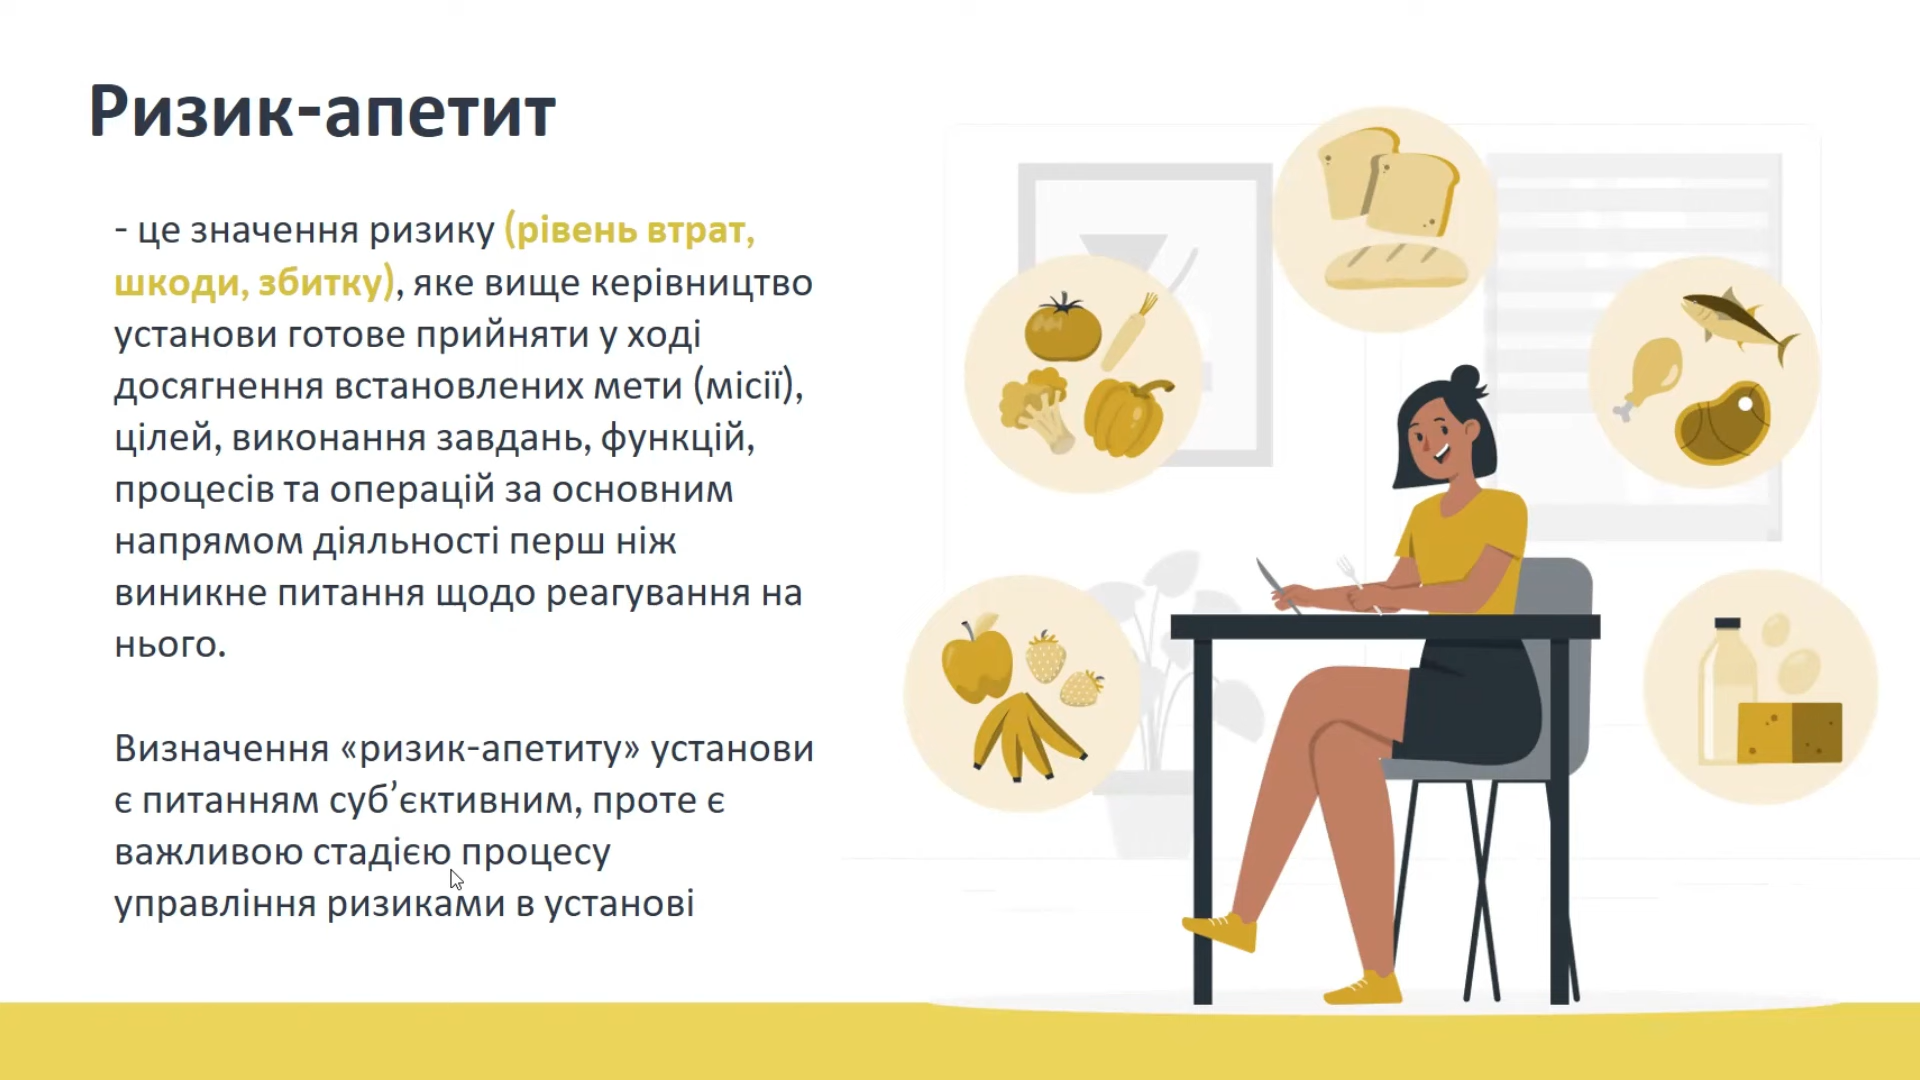 Ризик-апетит
- це значення ризику (рівень втрат,
шкоди, збитку), яке вище керівництво
установи готове прийняти у ході
досягнення встановлених мети (місії),
цілей, виконання завдань, функцій,
процесів та операцій за основним
напрямом діяльності перш ніж
виникне питання щодо реагування на
нього.
Визначення «ризик-апетиту» установи
є питанням суб’єктивним, проте є
важливою стадією процесу
управління ризиками в установі